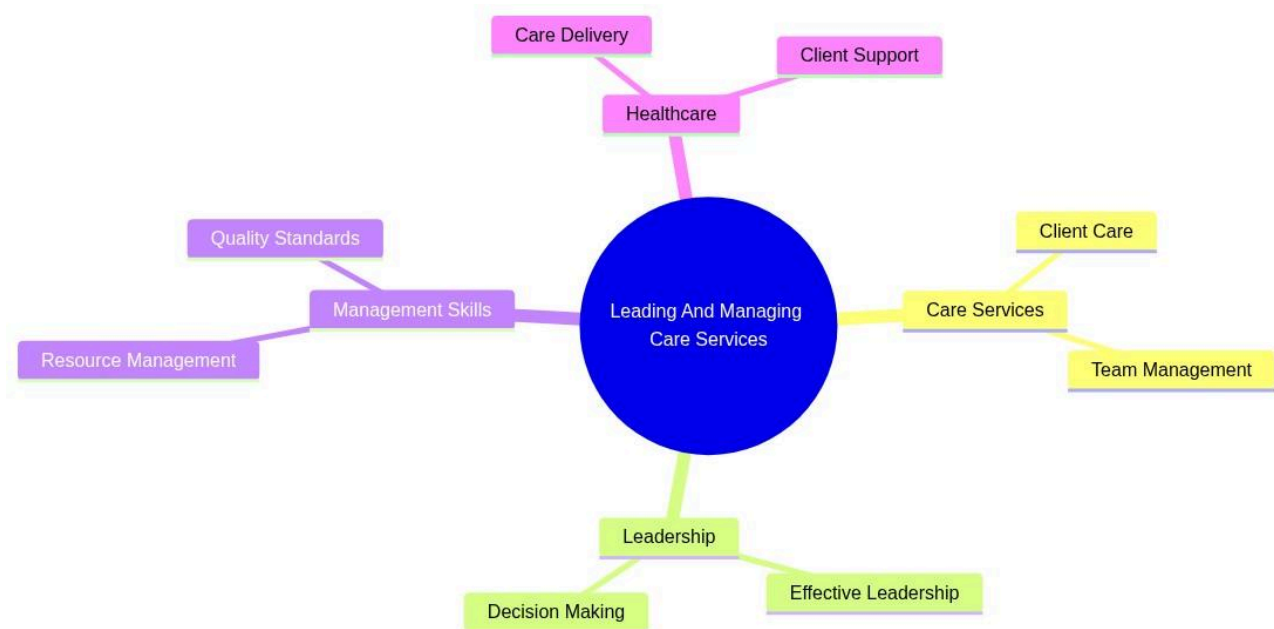 Care Delivery
Client Support
Healthcare
Quality Standards
Client Care
Management Skills
Leading And Managing
Care Services
Care Services
Resource Management
Team Management
Leadership
Decision Making
Effective Leadership